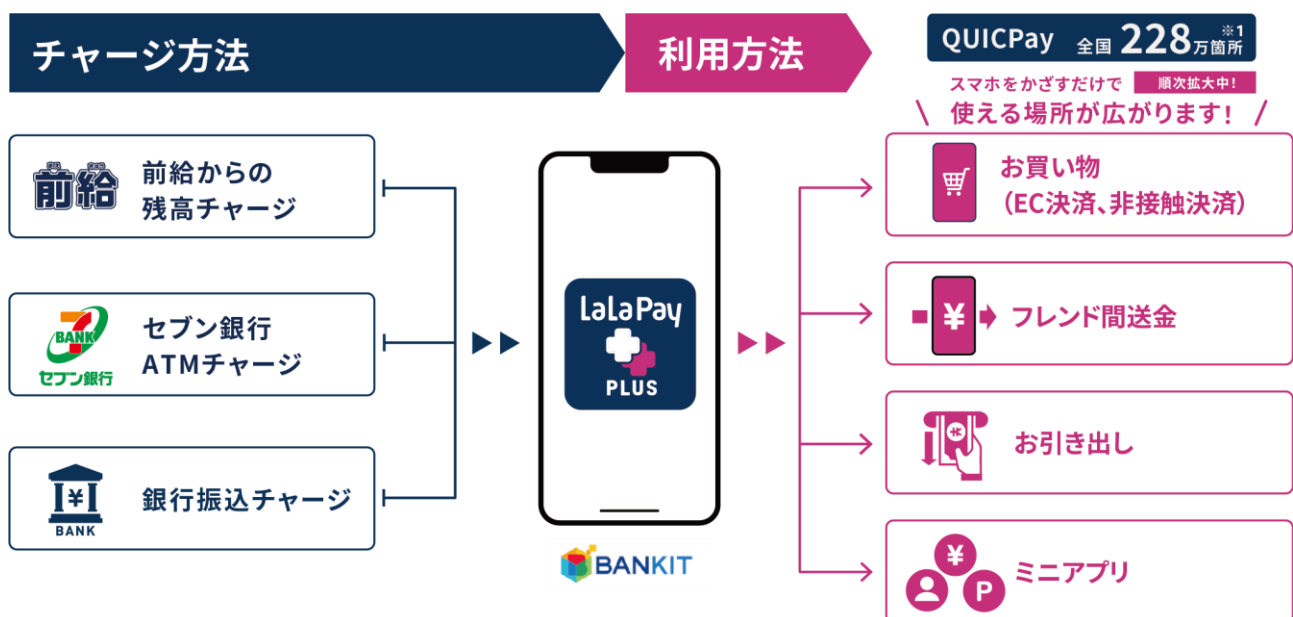 チャージ方法
利用方法
QUICPay 全国 228万箇所※1
スマホをかざすだけで 順次拡大中!
\ 使える場所が広がります! /
前給
前給からの
残高チャージ
7
BANK
セブン銀行
セブン銀行
ATMチャージ
¥
BANK
銀行振込チャージ
LaLa Pay
PLUS
BANKIT
お買い物
(EC決済、非接触決済)
¥
フレンド間送金
¥
お引き出し
¥
P
ミニアプリ